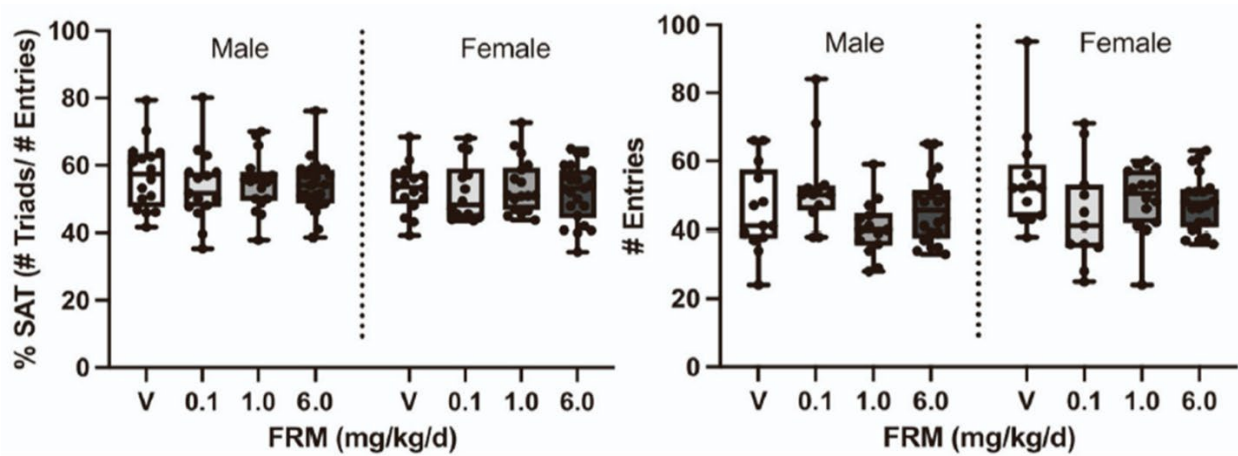 % SAT (# Triads/ # Entries)
100
80
60
40
20
0
Male
Female
V 0.1 1.0 6.0 V 0.1 1.0 6.0
FRM (mg/kg/d)
# Entries
100
80
60
40
20
0
Male
Female
V 0.1 1.0 6.0 V 0.1 1.0 6.0
FRM (mg/kg/d)